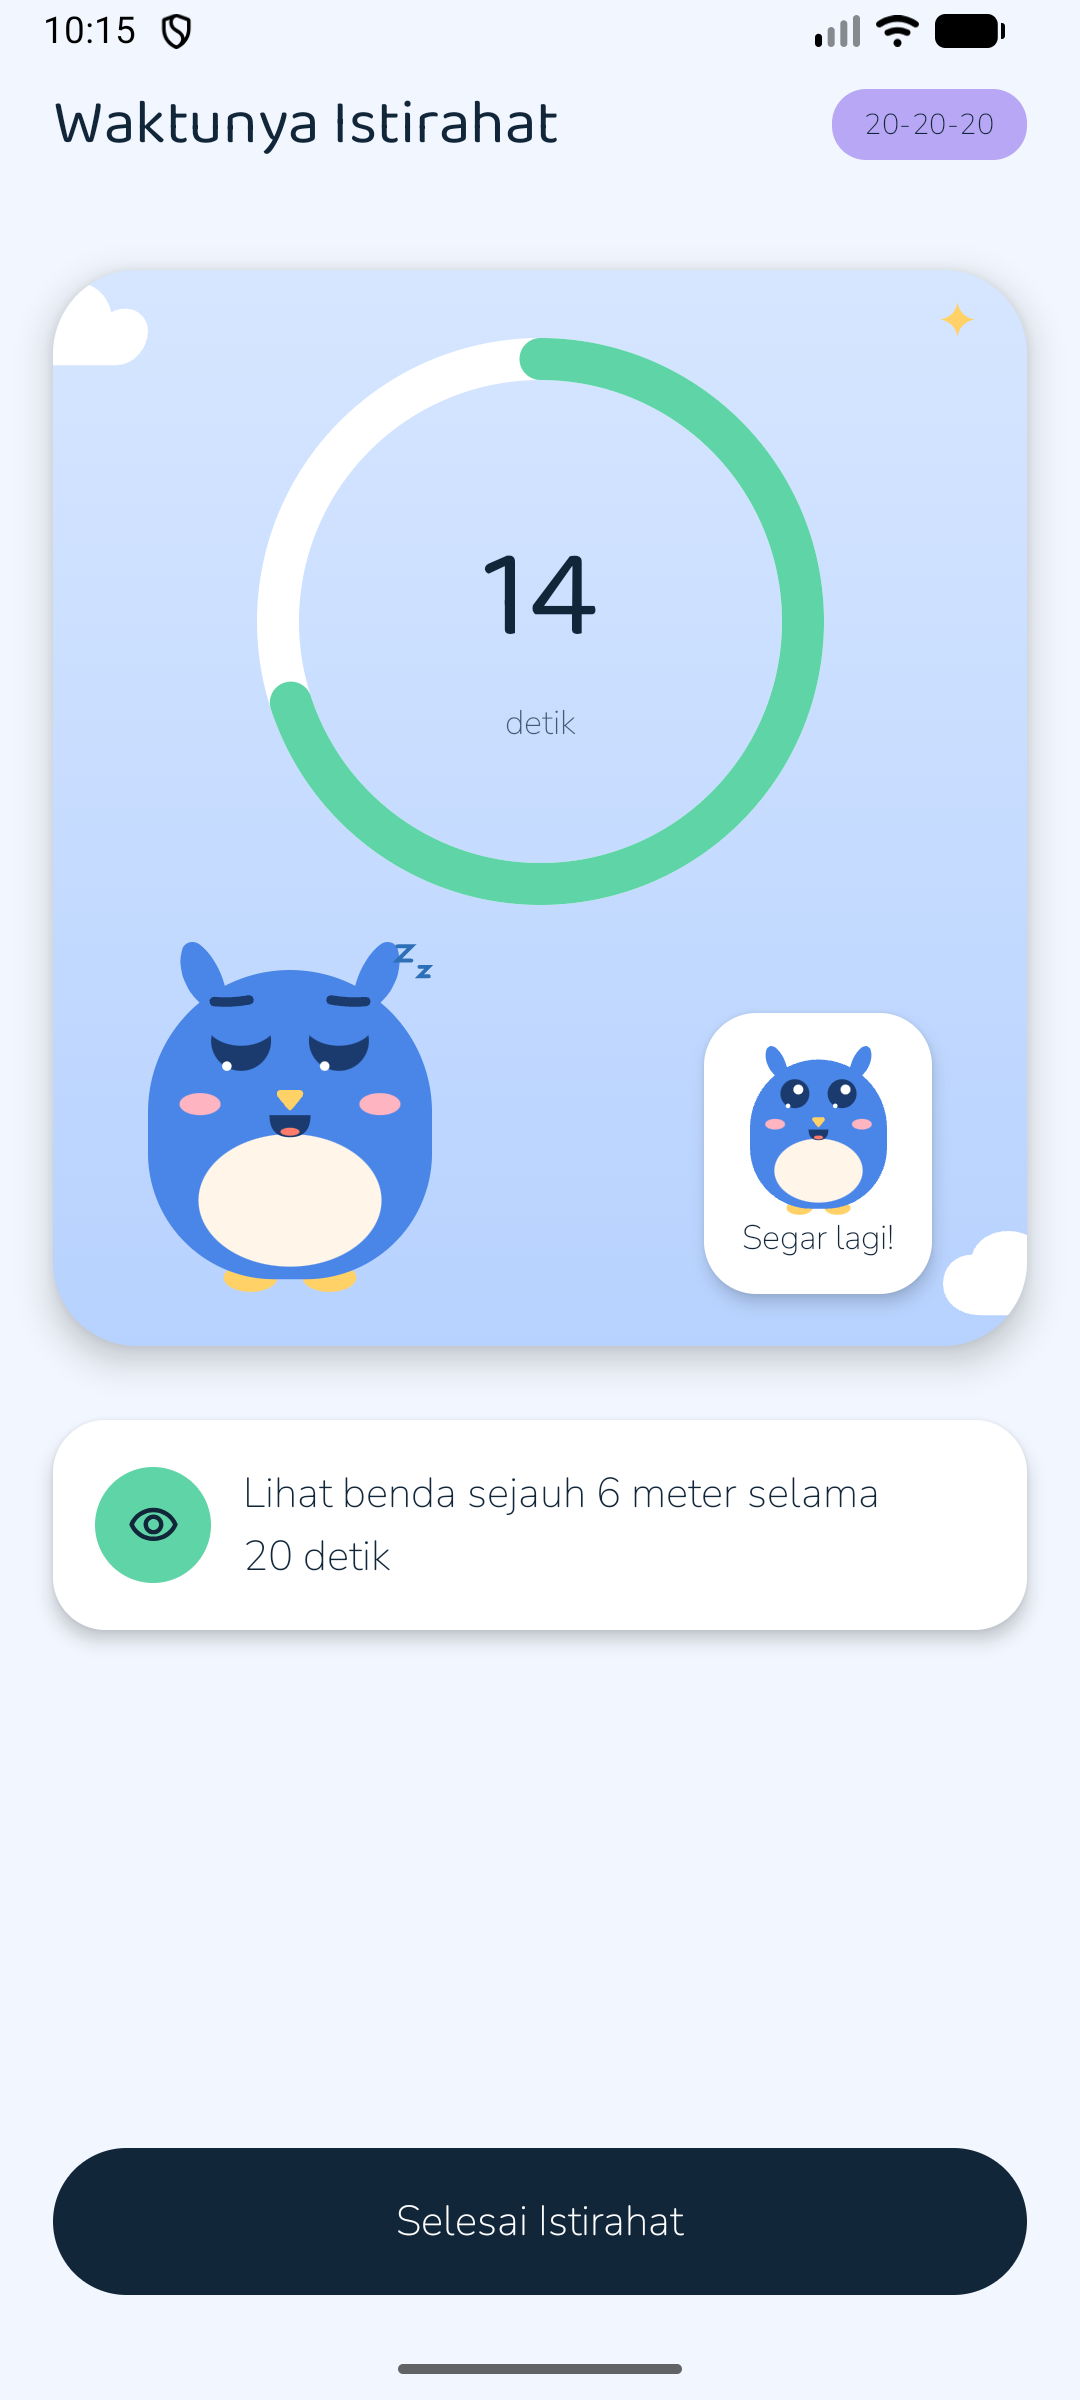 10:15
Waktunya Istirahat
20-20-20
14
detik
z
z
Segar lagi!
Lihat benda sejauh 6 meter selama
20 detik
Selesai Istirahat